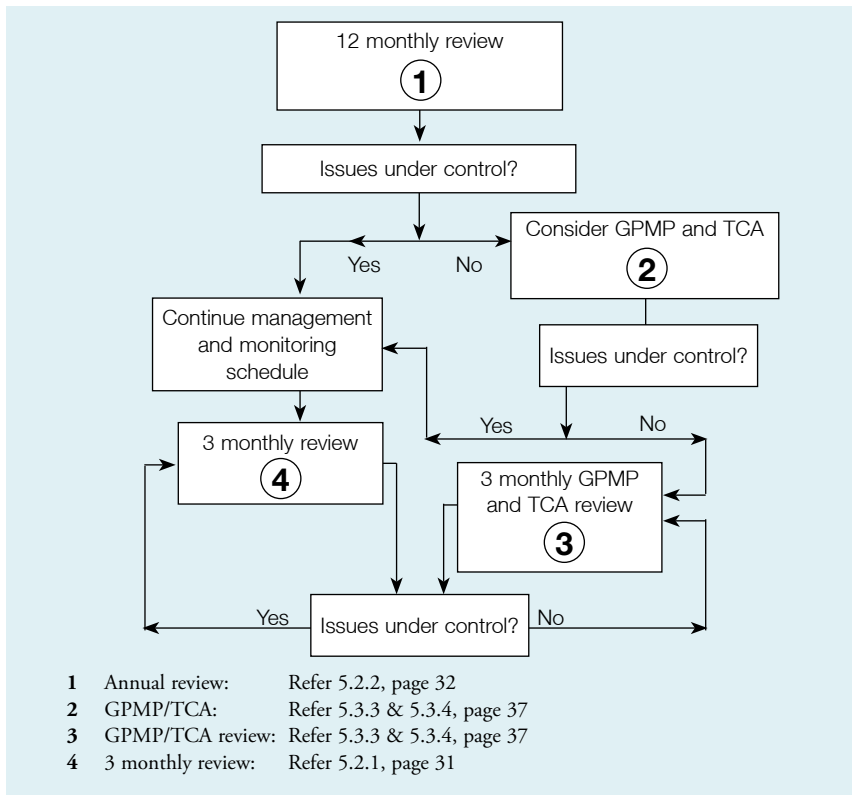 12 monthly review
1
Issues under control?
Yes
No
Consider GPMP and TCA
2
Continue management
and monitoring
schedule
Issues under control?
Yes
No
3 monthly review
4
3 monthly GPMP
and TCA review
3
Yes
Issues under control?
No
1 Annual review: Refer 5.2.2, page 32
2 GPMP/TCA: Refer 5.3.3 & 5.3.4, page 37
3 GPMP/TCA review: Refer 5.3.3 & 5.3.4, page 37
4 3 monthly review: Refer 5.2.1, page 31